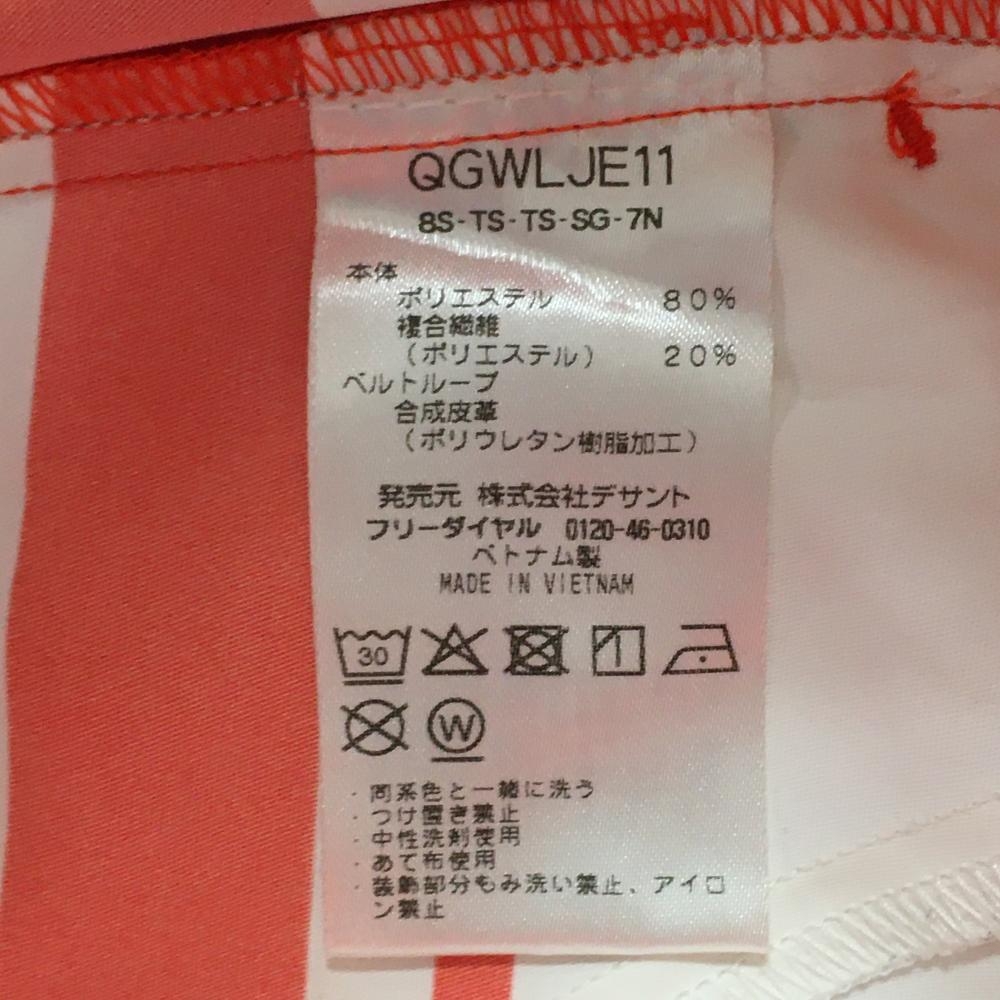 QGWLJE11
8S-TS-TS-SG-7N
本体
ポリエステル 80%
複合繊維
(ポリエステル) 20%
ベルトループ
合成皮革
(ポリウレタン樹脂加工)
発売元 株式会社デサント
フリーダイヤル 0120-46-0310
ベトナム製
MADE IN VIETNAM
30
W
・同系色と一緒に洗う
・つけ置き禁止
・中性洗剤使用
・あて布使用
・装飾部分もみ洗い禁止、アイロ
ン禁止